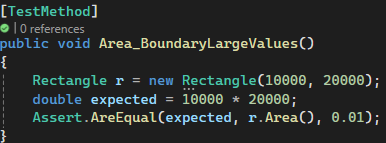 [TestMethod]
0 references
public void Area_BoundaryLargeValues()
{
Rectangle r = new Rectangle(10000, 20000);
double expected = 10000 * 20000;
Assert.AreEqual(expected, r.Area(), 0.01);
}